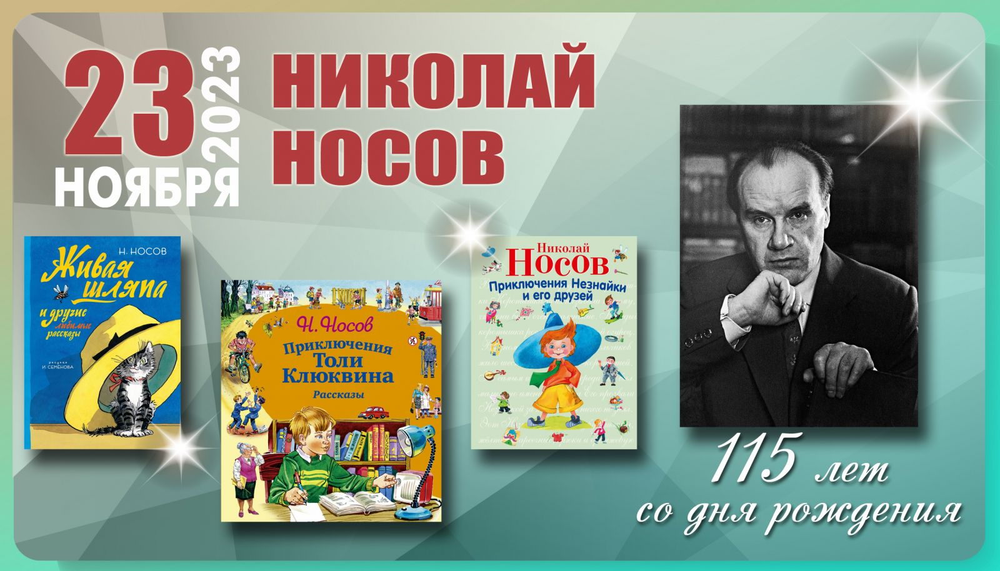 23
НОЯБРЯ
2023
НИКОЛАЙ
НОСОВ
Н. НОСОВ
Живая
шляпа
и другие
любимые
рассказы
рисунки
И. СЕМЁНОВА
Н. Носов
Приключения
Толи
Клюквина
Рассказы
Николай
Носов
Приключения Незнайки
и его друзей
115 лет
со дня рождения